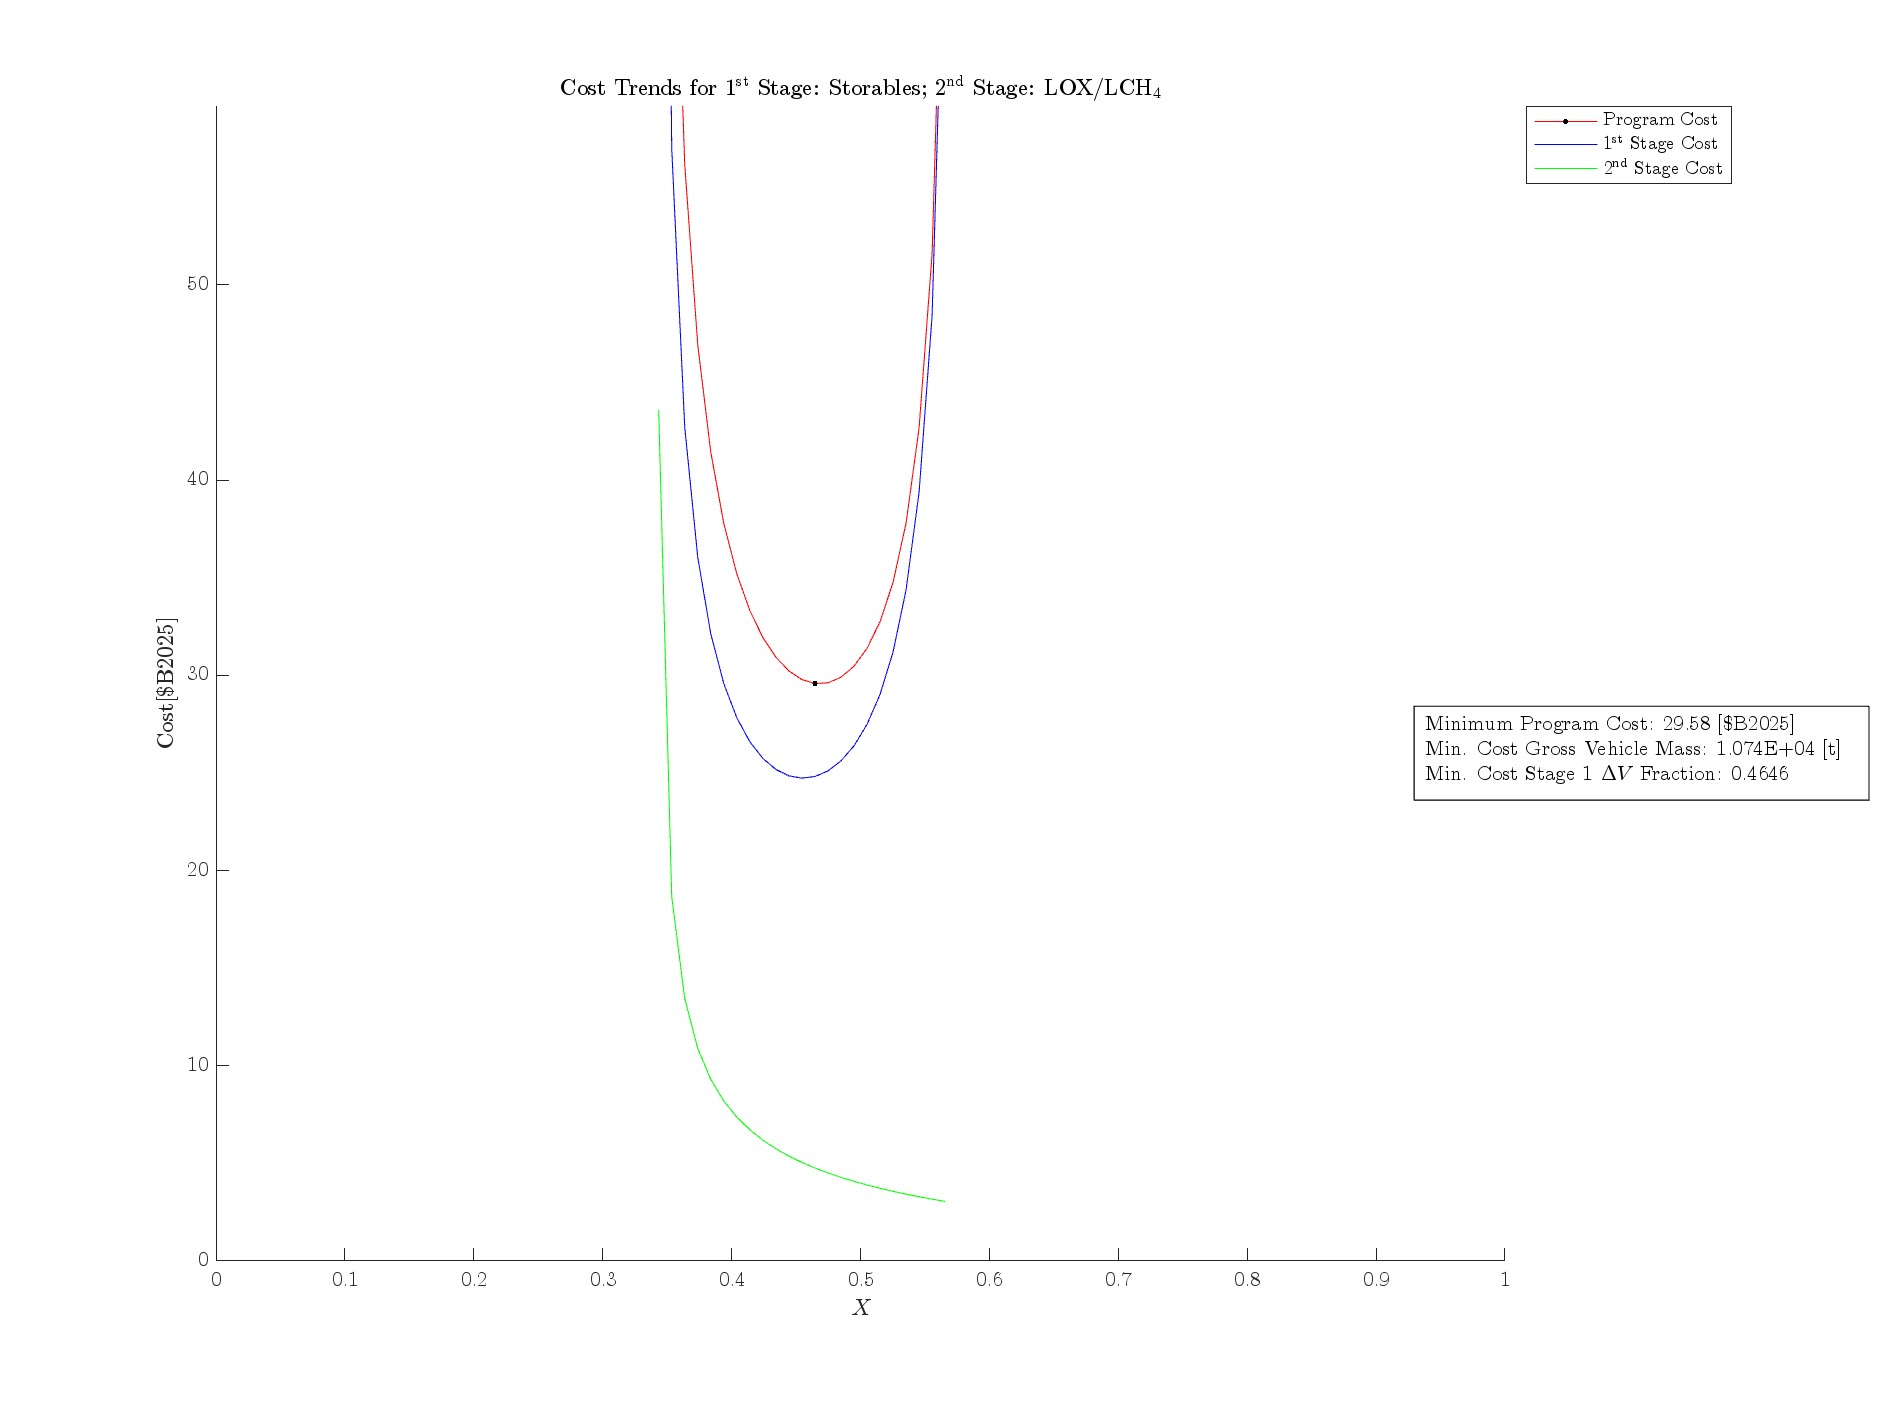 Cost Trends for 1st Stage: Storables; 2nd Stage: LOX/LCH4
Program Cost
1st Stage Cost
2nd Stage Cost
50
40
30
20
10
0
Cost[$B2025]
Minimum Program Cost: 29.58 [$B2025]
Min. Cost Gross Vehicle Mass: 1.074E+04 [t]
Min. Cost Stage 1 ΔV Fraction: 0.4646
0 0.1 0.2 0.3 0.4 0.5 0.6 0.7 0.8 0.9 1
X